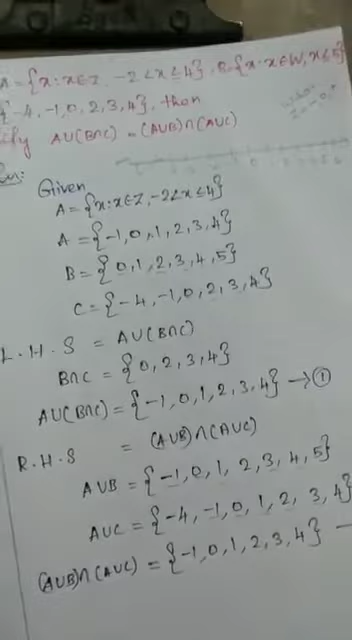 A = {x : x ∈ Z, -2 < x ≤ 4}, B = {x : x ∈ W, x ≤ 5}
{-4, -1, 0, 2, 3, 4}, then
AU(B∩C) = (AUB)∩(AUC)
Given
A = {x : x ∈ Z, -2 < x ≤ 4}
A = {-1, 0, 1, 2, 3, 4}
B = {0, 1, 2, 3, 4, 5}
C = {-4, -1, 0, 2, 3, 4}
L.H.S = AU(B∩C)
B∩C = {0, 2, 3, 4}
AU(B∩C) = {-1, 0, 1, 2, 3, 4} → ①
R.H.S = (AUB)∩(AUC)
AUB = {-1, 0, 1, 2, 3, 4, 5}
AUC = {-4, -1, 0, 1, 2, 3, 4}
(AUB)∩(AUC) = {-1, 0, 1, 2, 3, 4} —